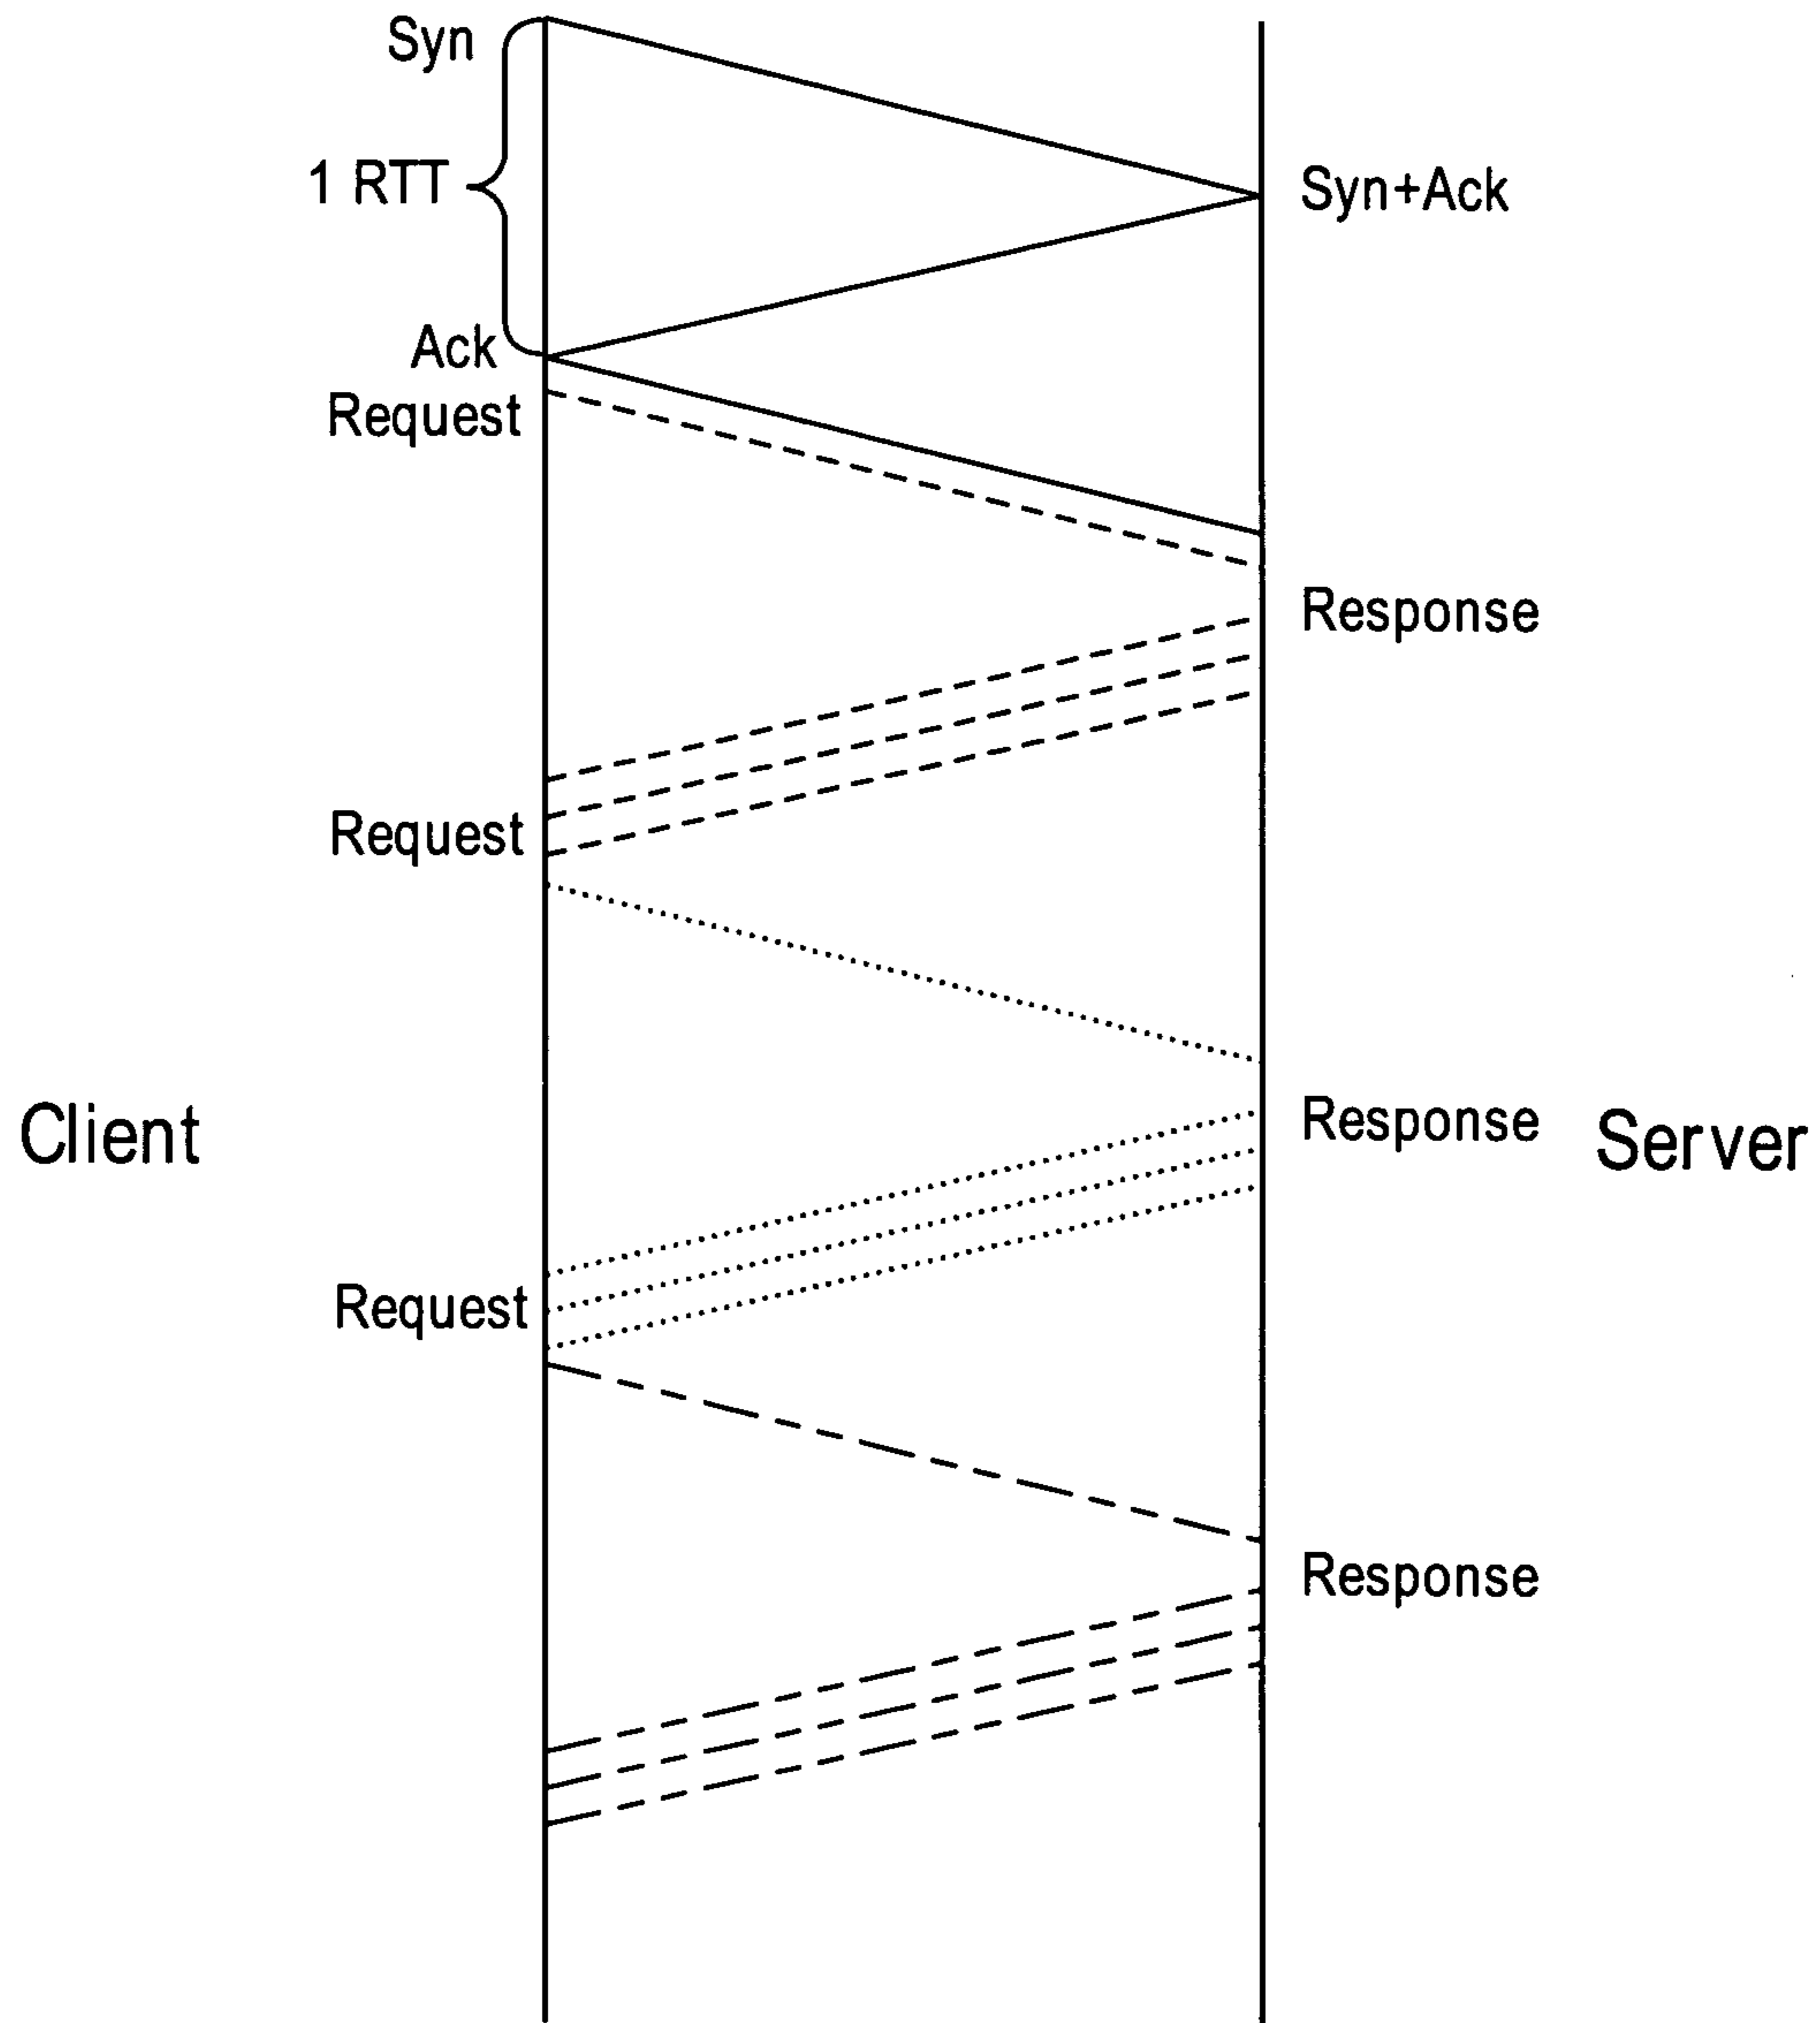 Syn
1 RTT
Syn+Ack
Ack
Request
Response
Request
Client
Response
Server
Request
Response